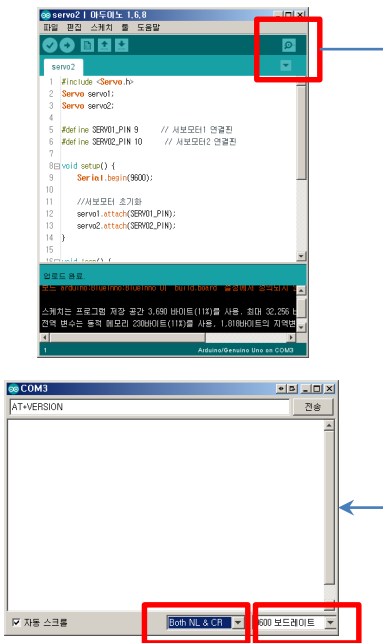 servo2 | 아두이노 1.6.8
파일 편집 스케치 툴 도움말
servo2
1 #include <Servo.h>
2 Servo servo1;
3 Servo servo2;
4
5 #define SERVO1_PIN 9 // 서보모터1 연결핀
6 #define SERVO2_PIN 10 // 서보모터2 연결핀
7
8 void setup() {
9 Serial.begin(9600);
10
11 //서보모터 초기화
12 servo1.attach(SERVO1_PIN);
13 servo2.attach(SERVO2_PIN);
14 }
15
업로드 완료.
스케치는 프로그램 저장 공간 3,690 바이트(11%)를 사용. 최대 32,256
전역 변수는 동적 메모리 230바이트(11%)를 사용, 1,818바이트의 지역변
1 Arduino/Genuino Uno on COM3
COM3
AT+VERSION
전송
자동 스크롤
Both NL & CR
9600 보드레이트